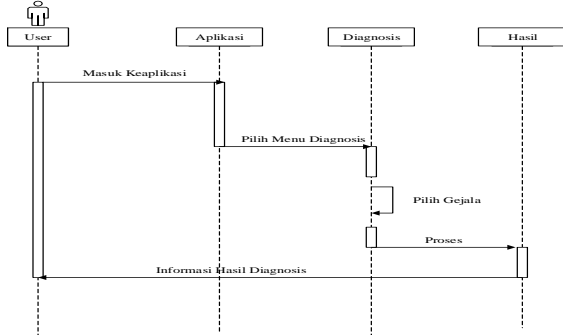 User
Aplikasi
Diagnosis
Hasil
Masuk Keaplikasi
Pilih Menu Diagnosis
Pilih Gejala
Proses
Informasi Hasil Diagnosis